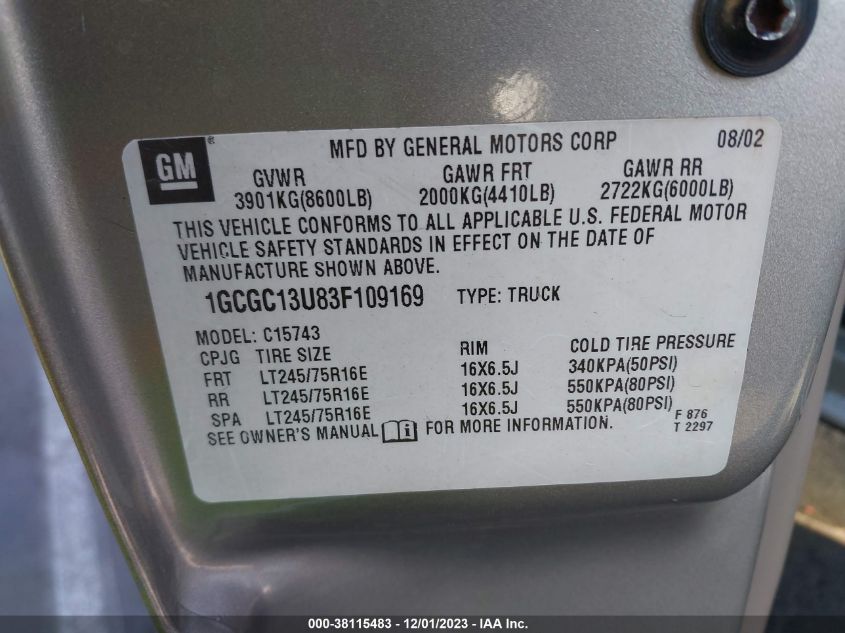 GM ® MFD BY GENERAL MOTORS CORP 08/02
GVWR GAWR FRT GAWR RR
3901KG(8600LB) 2000KG(4410LB) 2722KG(6000LB)
THIS VEHICLE CONFORMS TO ALL APPLICABLE U.S. FEDERAL MOTOR
VEHICLE SAFETY STANDARDS IN EFFECT ON THE DATE OF
MANUFACTURE SHOWN ABOVE.
1GCGC13U83F109169 TYPE: TRUCK
MODEL: C15743
CPJG TIRE SIZE RIM COLD TIRE PRESSURE
FRT LT245/75R16E 16X6.5J 340KPA(50PSI)
RR LT245/75R16E 16X6.5J 550KPA(80PSI)
SPA LT245/75R16E 16X6.5J 550KPA(80PSI) F 876
SEE OWNER'S MANUAL FOR MORE INFORMATION. T 2297
000-38115483 - 12/01/2023 - IAA Inc.